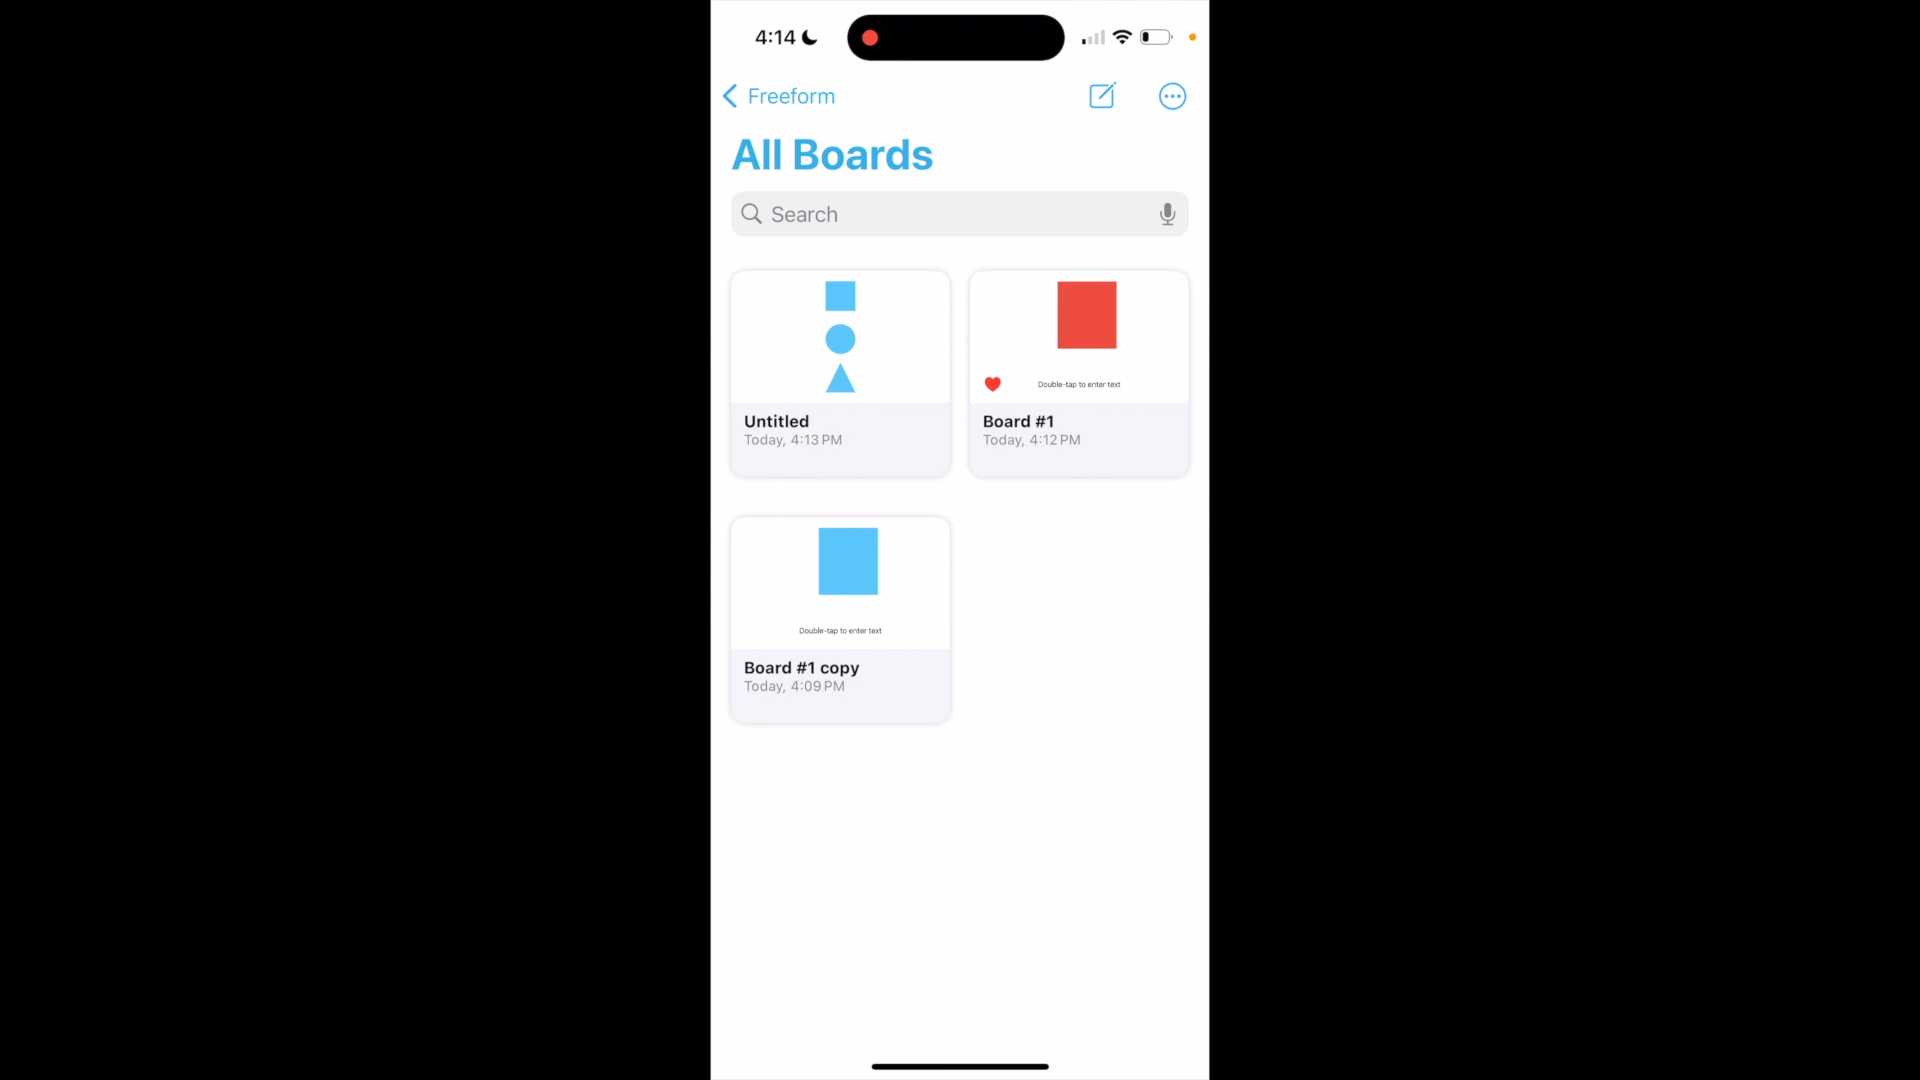 4:14
Freeform
All Boards
Search
Untitled
Today, 4:13 PM
Double-tap to enter text
Board #1
Today, 4:12 PM
Double-tap to enter text
Board #1 copy
Today, 4:09 PM